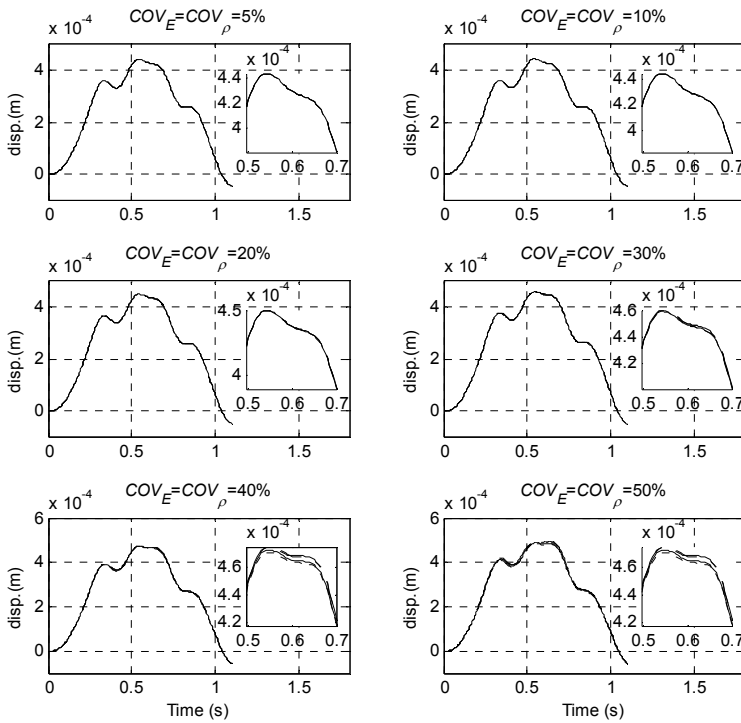 COV_E=COV_ρ=5%
x 10^-4
disp.(m)
4
2
0
0 0.5 1 1.5
x 10^-4
4.4
4.2
4
0.5 0.6 0.7
COV_E=COV_ρ=10%
x 10^-4
disp.(m)
4
2
0
0 0.5 1 1.5
x 10^-4
4.4
4.2
4
0.5 0.6 0.7
COV_E=COV_ρ=20%
x 10^-4
disp.(m)
4
2
0
0 0.5 1 1.5
x 10^-4
4.5
4
0.5 0.6 0.7
COV_E=COV_ρ=30%
x 10^-4
disp.(m)
4
2
0
0 0.5 1 1.5
x 10^-4
4.6
4.4
4.2
0.5 0.6 0.7
COV_E=COV_ρ=40%
x 10^-4
disp.(m)
6
4
2
0
0 0.5 1 1.5
Time (s)
x 10^-4
4.6
4.4
4.2
0.5 0.6 0.7
COV_E=COV_ρ=50%
x 10^-4
disp.(m)
6
4
2
0
0 0.5 1 1.5
Time (s)
x 10^-4
4.6
4.4
4.2
0.5 0.6 0.7